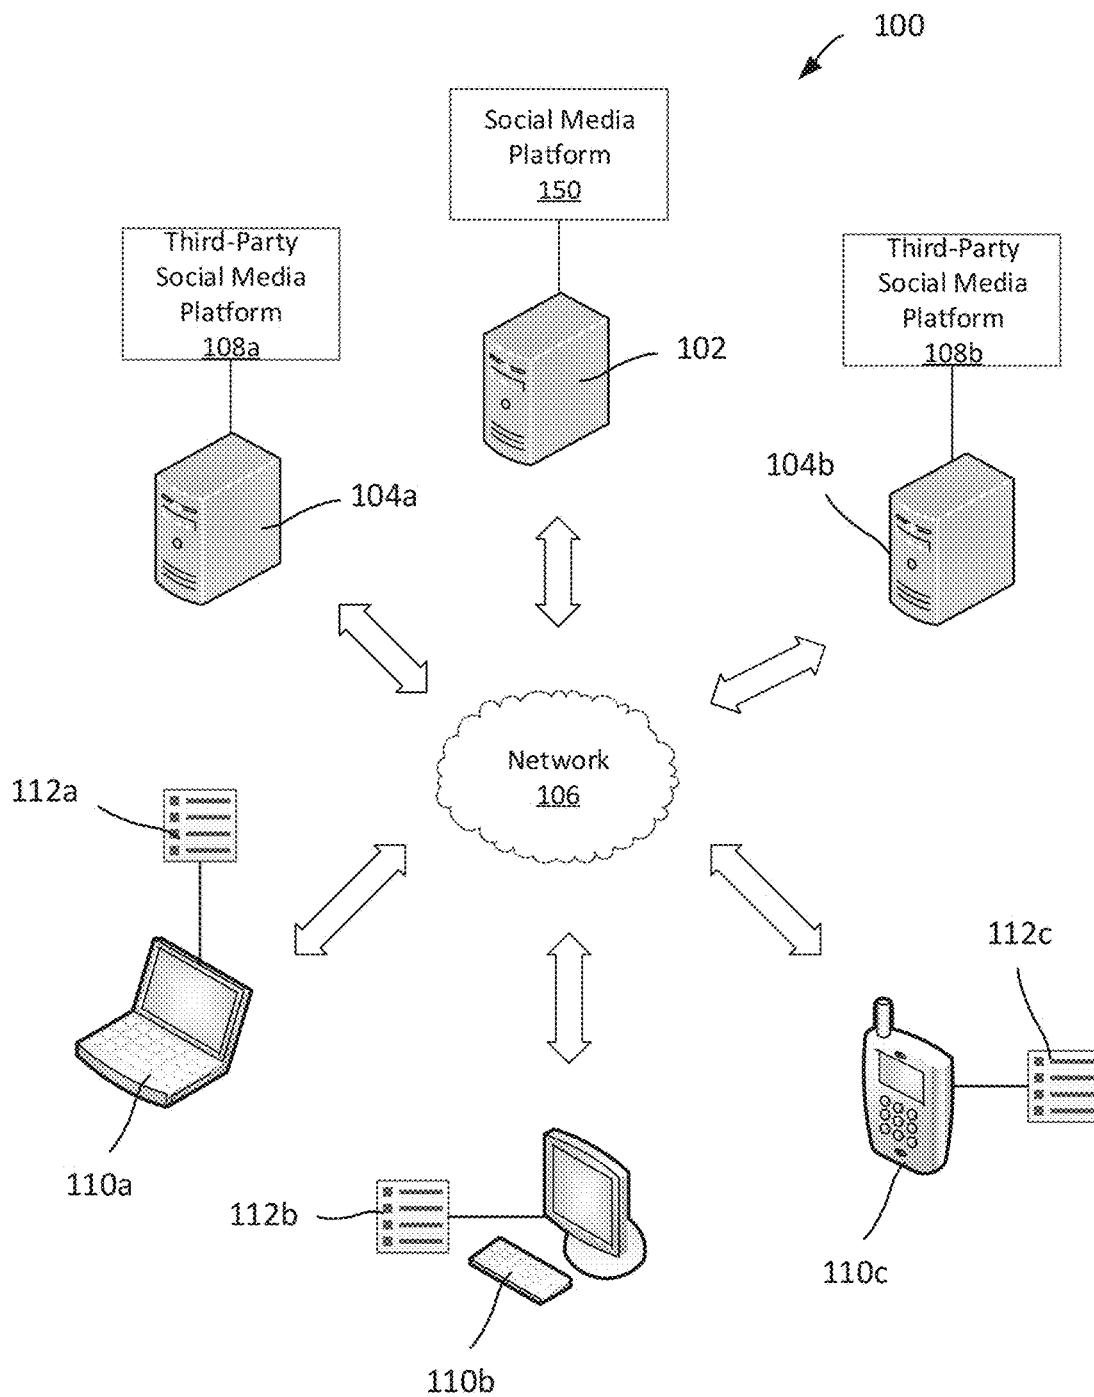 100
Social Media
Platform
150
Third-Party
Social Media
Platform
108a
Third-Party
Social Media
Platform
108b
102
104a
104b
Network
106
112a
112c
110a
112b
110c
110b